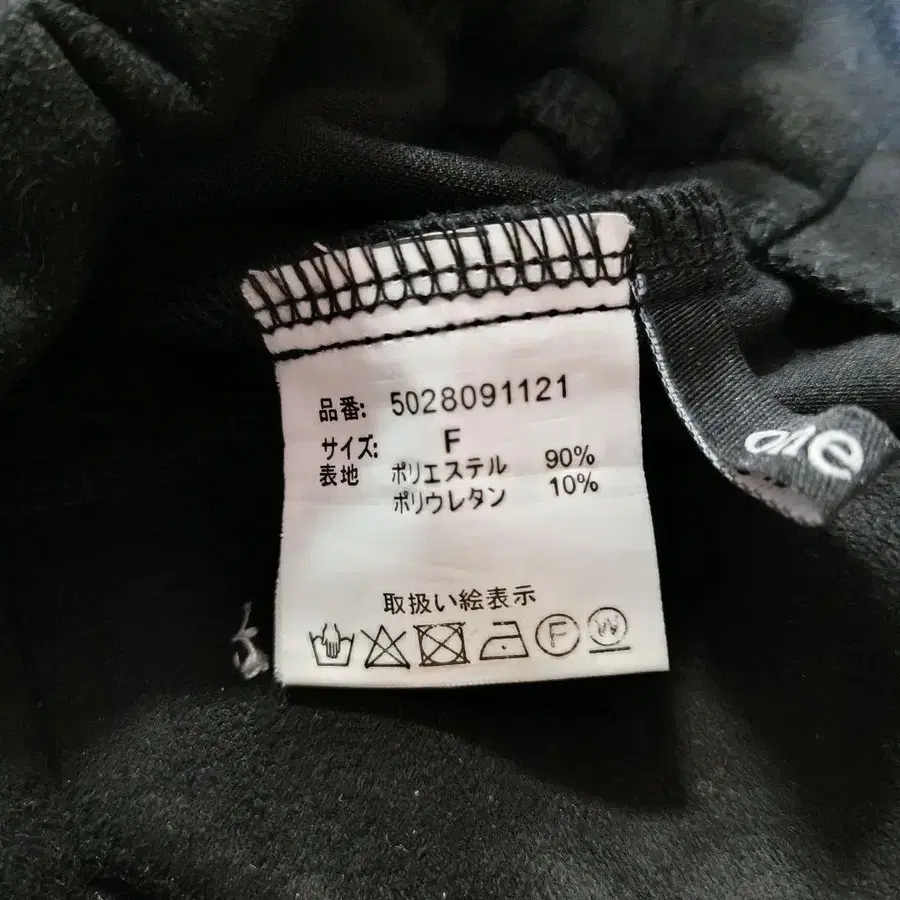 品番: 5028091121
サイズ: F
表地 ポリエステル 90%
ポリウレタン 10%
取扱い絵表示
F W